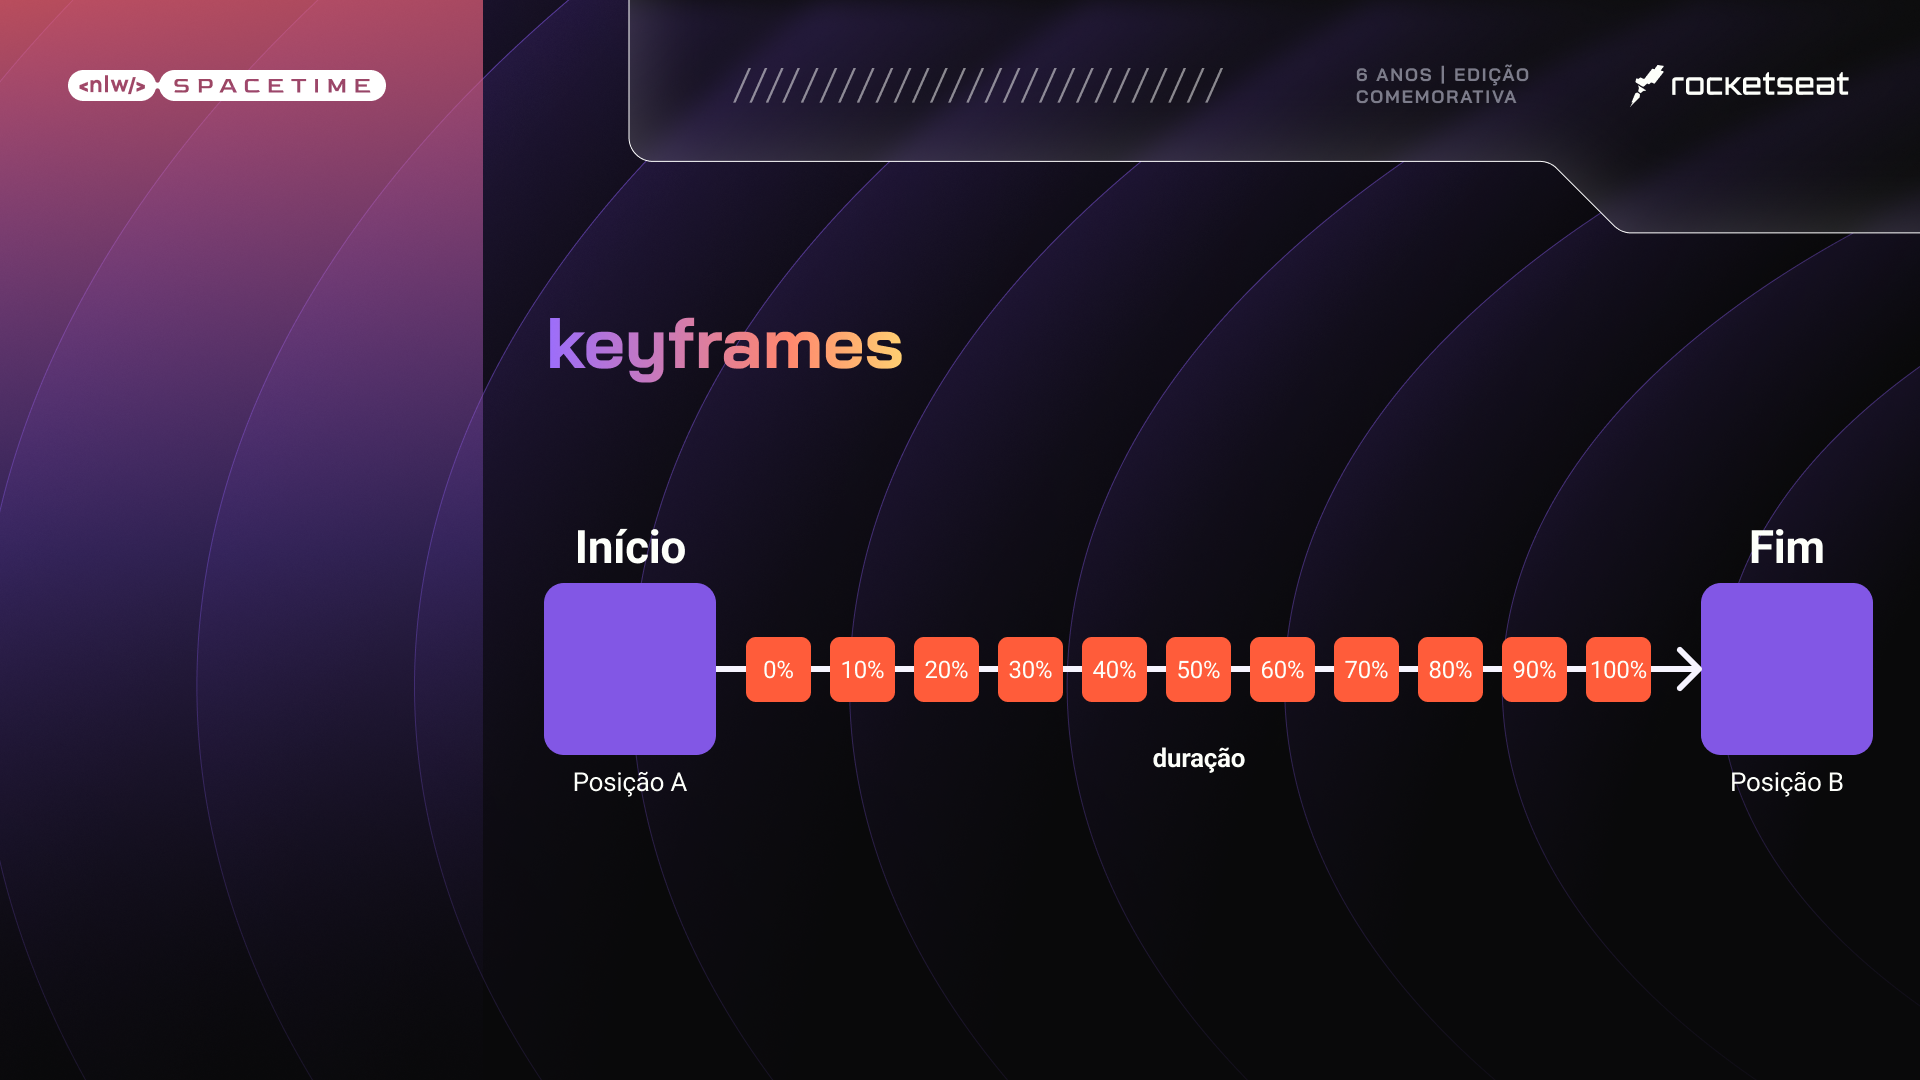 <nlw/> SPACETIME
6 ANOS | EDIÇÃO
COMEMORATIVA
rocketseat
keyframes
Início
Fim
0% 10% 20% 30% 40% 50% 60% 70% 80% 90% 100%
duração
Posição A
Posição B